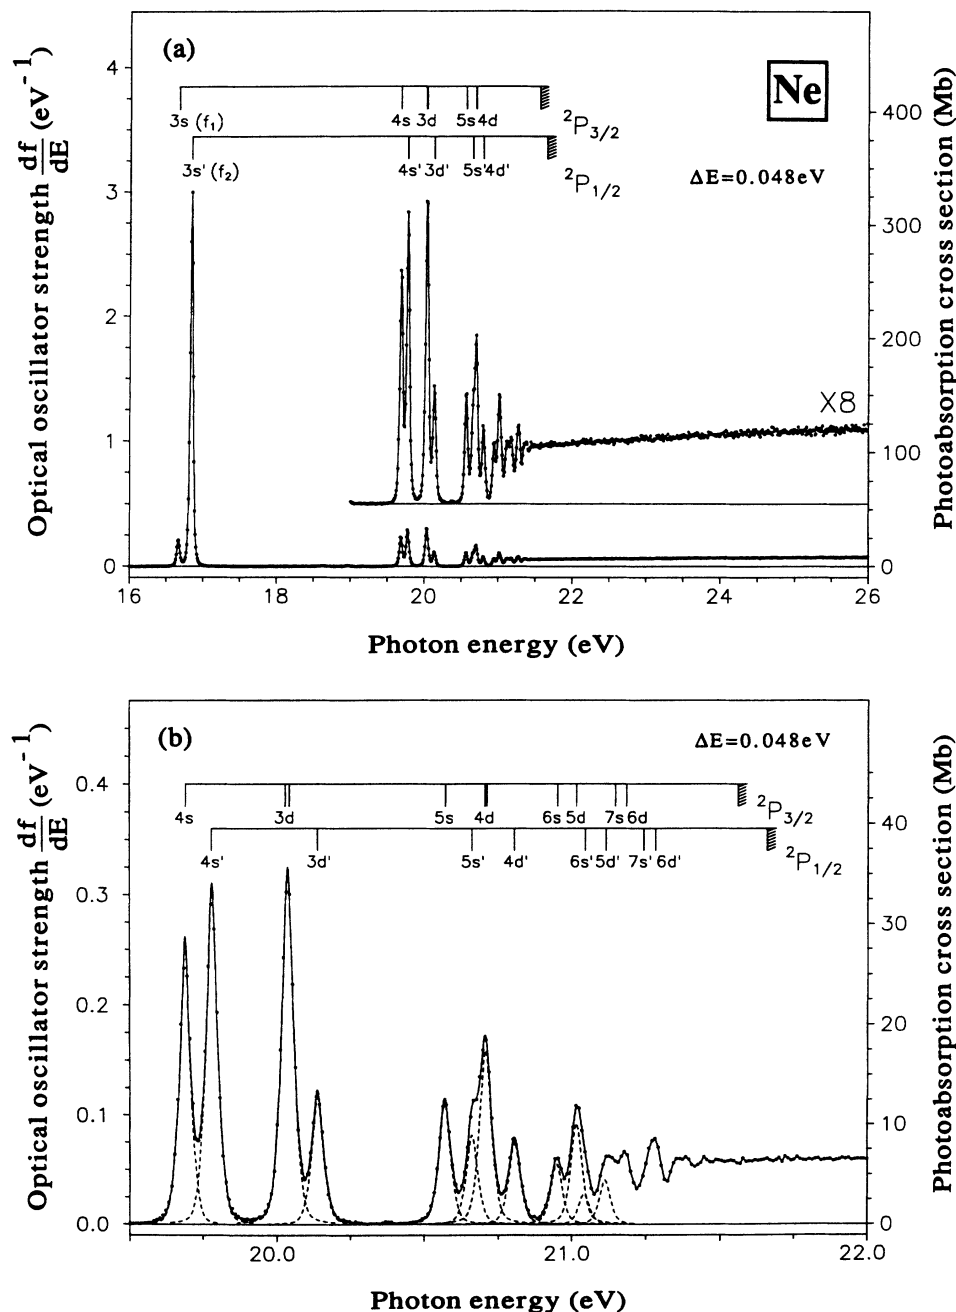 (a)
Ne
3s (f₁)
4s 3d
5s 4d
²P₃/₂
3s' (f₂)
4s' 3d'
5s' 4d'
²P₁/₂
ΔE=0.048eV
X8
4
3
2
1
0
400
300
200
100
0
16 18 20 22 24 26
Optical oscillator strength df/dE (eV⁻¹)
Photoabsorption cross section (Mb)
Photon energy (eV)
(b)
ΔE=0.048eV
4s 3d 5s 4d 6s 5d 7s 6d
²P₃/₂
4s' 3d' 5s' 4d' 6s' 5d' 7s' 6d'
²P₁/₂
0.4
0.3
0.2
0.1
0.0
40
30
20
10
0
20.0 21.0 22.0
Optical oscillator strength df/dE (eV⁻¹)
Photoabsorption cross section (Mb)
Photon energy (eV)